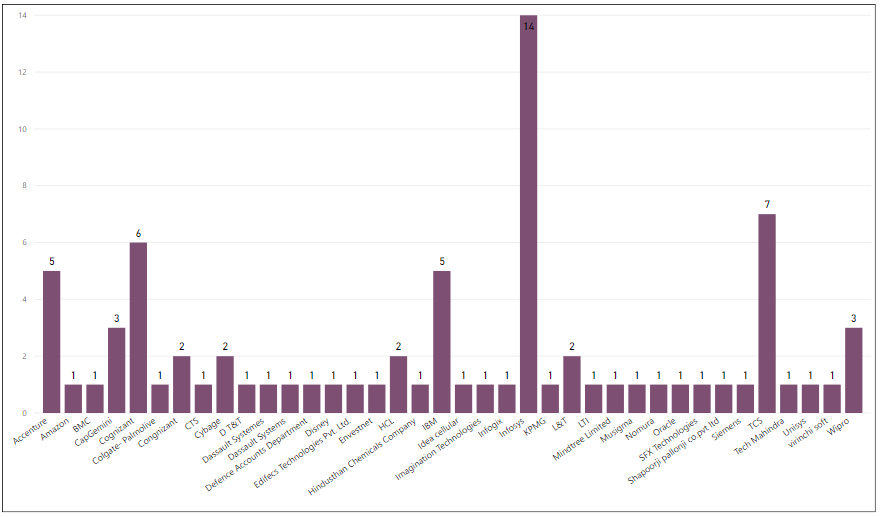 14
12
10
8
6
4
2
0
5
1
1
3
6
1
2
1
2
1
1
1
1
1
1
1
2
1
5
1
1
1
14
1
2
1
1
1
1
1
1
1
1
7
1
1
1
3
Accenture
Amazon
BMC
CapGemini
Cognizant
Colgate- Palmolive
Congnizant
CTS
Cybage
D T&T
Dassault Systemes
Dassault Systems
Defence Accounts Department
Disney
Edifecs Technologies Pvt. Ltd.
Envestnet
HCL
Hindusthan Chemicals Company
IBM
Idea cellular
Imagination Technologies
Infogix
Infosys
KPMG
L&T
LTI
Mindtree Limited
Musigma
Nomura
Oracle
SFX Technologies
Shapoorji pallonji co.pvt ltd
Siemens
TCS
Tech Mahindra
Unisys
virinchi soft
Wipro